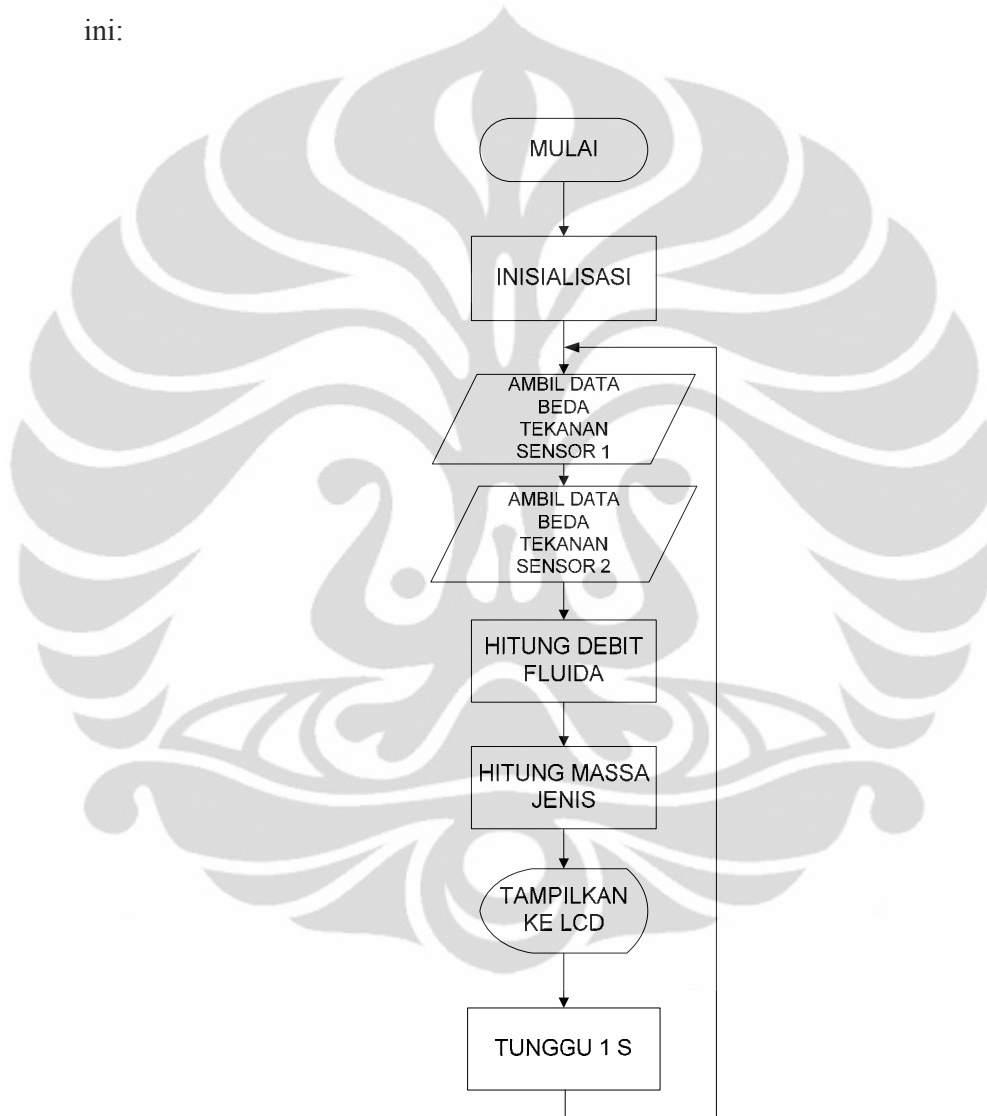 ini:
MULAI
INISIALISASI
AMBIL DATA
BEDA
TEKANAN
SENSOR 1
AMBIL DATA
BEDA
TEKANAN
SENSOR 2
HITUNG DEBIT
FLUIDA
HITUNG MASSA
JENIS
TAMPILKAN
KE LCD
TUNGGU 1 S